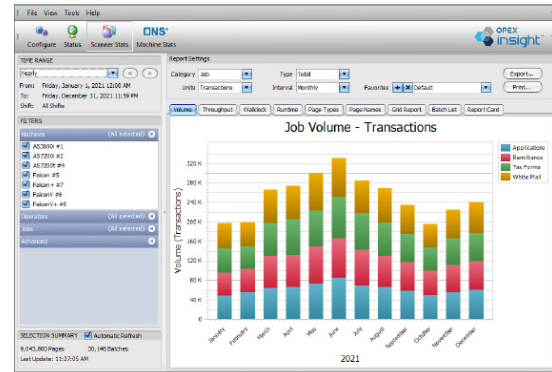 File View Tools Help
Configure Status Scanner Stats Machine Stats
OPEX insight
TIME RANGE
Yearly
From: Friday, January 1, 2021 12:00 AM
To: Friday, December 31, 2021 11:59 PM
Shift: All Shifts
FILTERS
Machines (All selected)
AS3690i #1
AS7200i #2
AS7200i #4
Falcon #5
Falcon+ #7
FalconV #6
FalconV+ #8
Operators (All selected)
Jobs (All selected)
Advanced
SELECTION SUMMARY Automatic Refresh
30,146 Batches
Last Update: 11:27:05 AM
Report Settings
Category Job Type Total Export...
Units Transactions Interval Monthly Favorites Default Print...
Volume Throughput Wallclock Runtime Page Types Page Names Grid Report Batch List Report Card
Job Volume - Transactions
Applications
Remittance
Tax Forms
White Mail
Volume (Transactions)
320 K
280 K
240 K
200 K
160 K
120 K
80 K
40 K
0
January February March April May June July August September October November December
2021